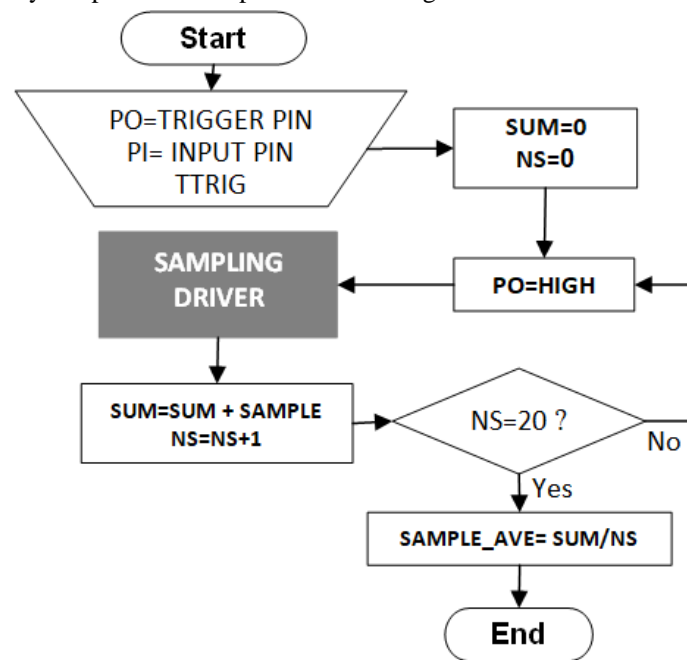 Start
PO=TRIGGER PIN
PI= INPUT PIN
TTRIG
SUM=0
NS=0
SAMPLING
DRIVER
PO=HIGH
SUM=SUM + SAMPLE
NS=NS+1
NS=20 ?
No
Yes
SAMPLE_AVE= SUM/NS
End